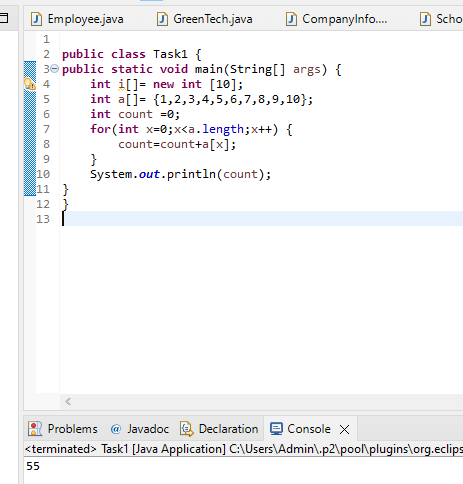 Employee.java GreenTech.java CompanyInfo.... Scho
1
2 public class Task1 {
3 public static void main(String[] args) {
4 int i[]= new int [10];
5 int a[]= {1,2,3,4,5,6,7,8,9,10};
6 int count =0;
7 for(int x=0;x<a.length;x++) {
8 count=count+a[x];
9 }
10 System.out.println(count);
11 }
12 }
13
Problems @ Javadoc Declaration Console
<terminated> Task1 [Java Application] C:\Users\Admin\.p2\pool\plugins\org.eclips
55